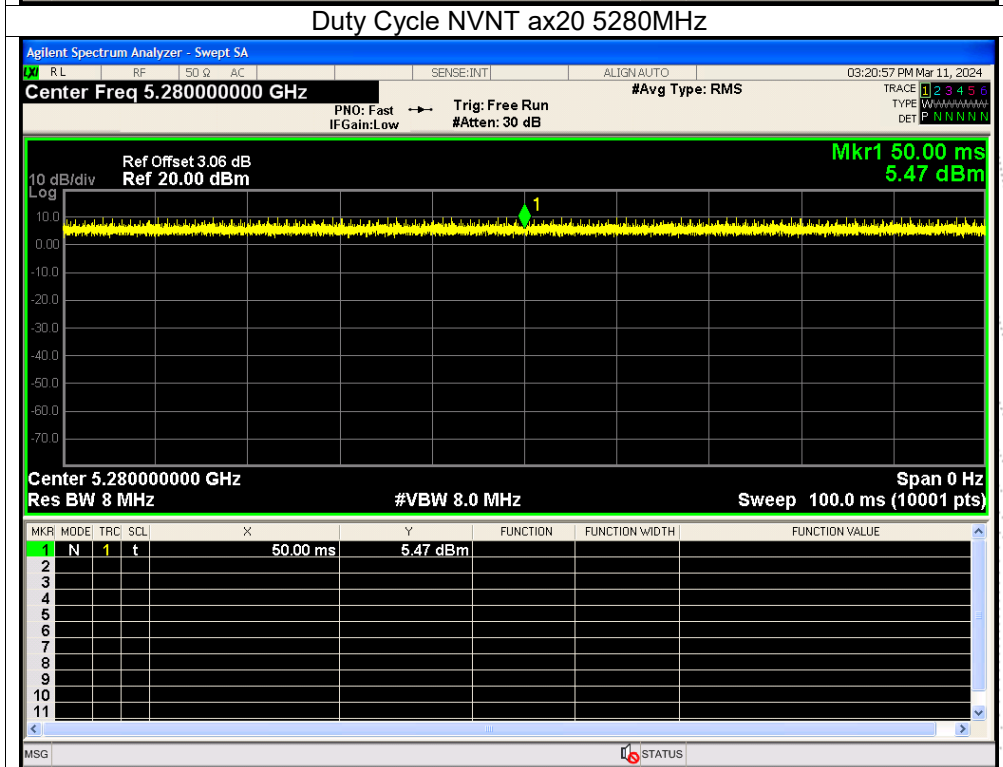 Duty Cycle NVNT ax20 5280MHz
Agilent Spectrum Analyzer - Swept SA
LXI RL RF 50 Ω AC SENSE:INT ALIGN AUTO 03:20:57 PM Mar 11, 2024
Center Freq 5.280000000 GHz #Avg Type: RMS TRACE 1 2 3 4 5 6
PNO: Fast Trig: Free Run TYPE WWWWWW
IFGain:Low #Atten: 30 dB DET P N N N N N
Mkr1 50.00 ms
Ref Offset 3.06 dB
10 dB/div Ref 20.00 dBm 5.47 dBm
Log
1
10.0
0.00
-10.0
-20.0
-30.0
-40.0
-50.0
-60.0
-70.0
Center 5.280000000 GHz Span 0 Hz
Res BW 8 MHz #VBW 8.0 MHz Sweep 100.0 ms (10001 pts)
MKR MODE TRC SCL X Y FUNCTION FUNCTION WIDTH FUNCTION VALUE
1 N 1 t 50.00 ms 5.47 dBm
2
3
4
5
6
7
8
9
10
11
MSG STATUS